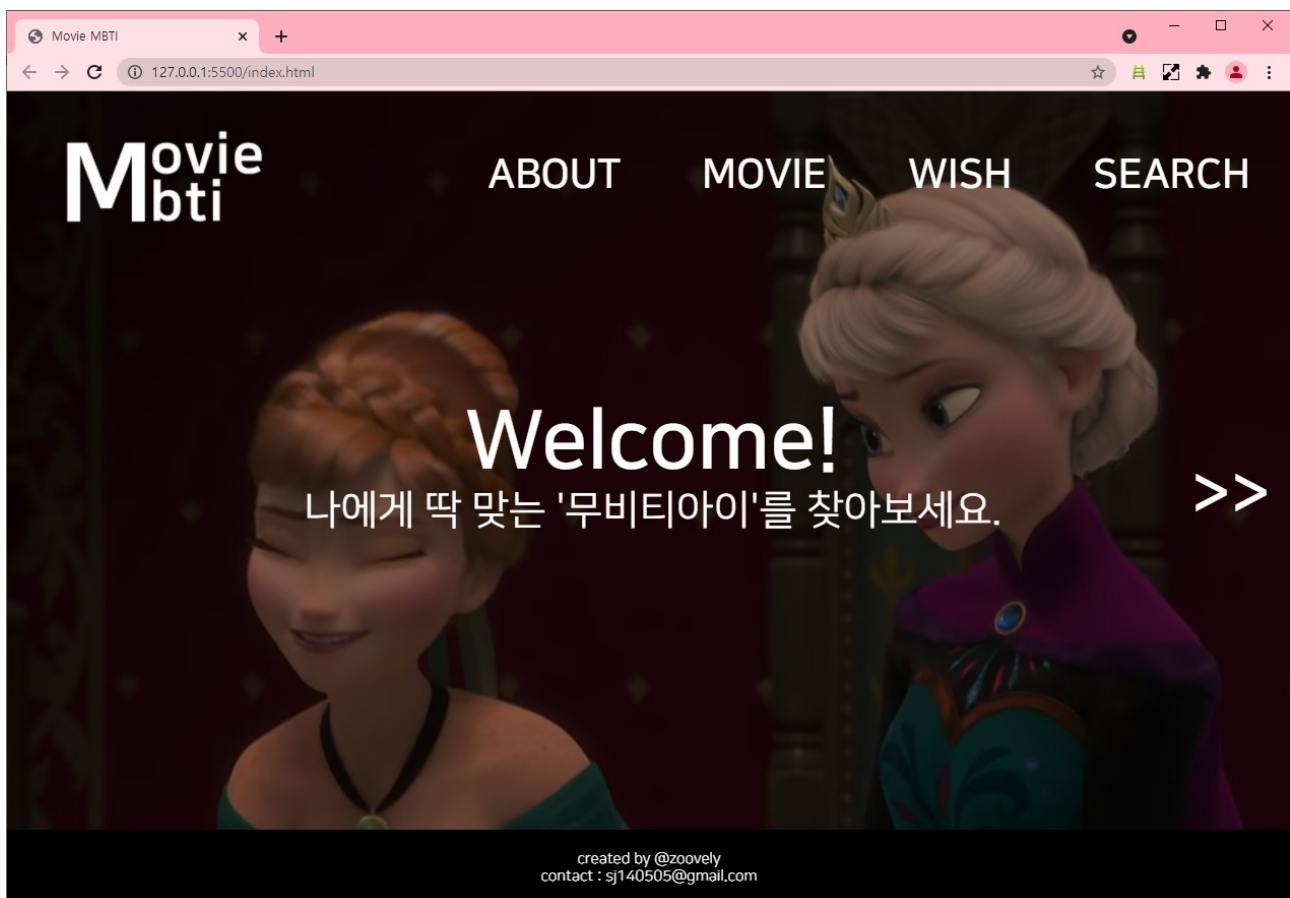 Movie MBTI
127.0.0.1:5500/index.html
Movie
Mbti
ABOUT MOVIE WISH SEARCH
Welcome!
나에게 딱 맞는 '무비티아이'를 찾아보세요.
>>
created by @zoovely
contact : sj140505@gmail.com